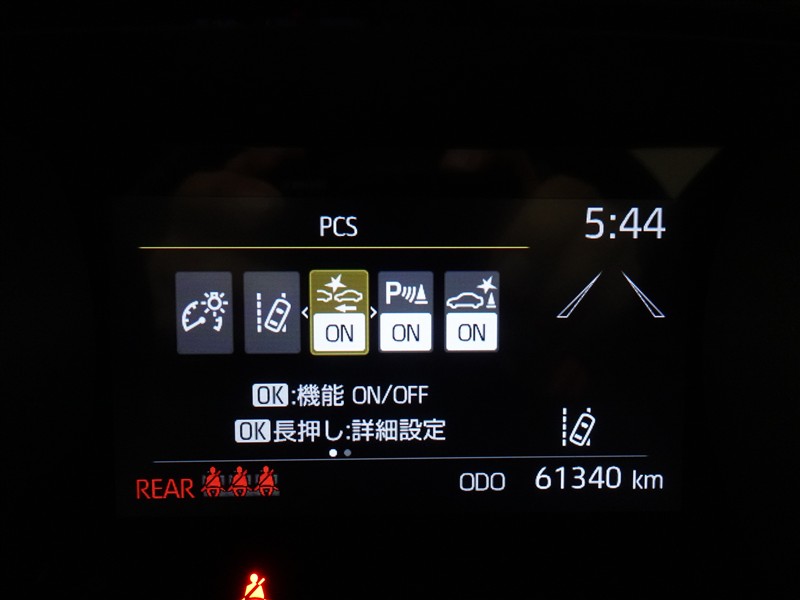 PCS
5:44
P
ON ON ON
OK:機能 ON/OFF
OK長押し:詳細設定
REAR
ODO 61340 km